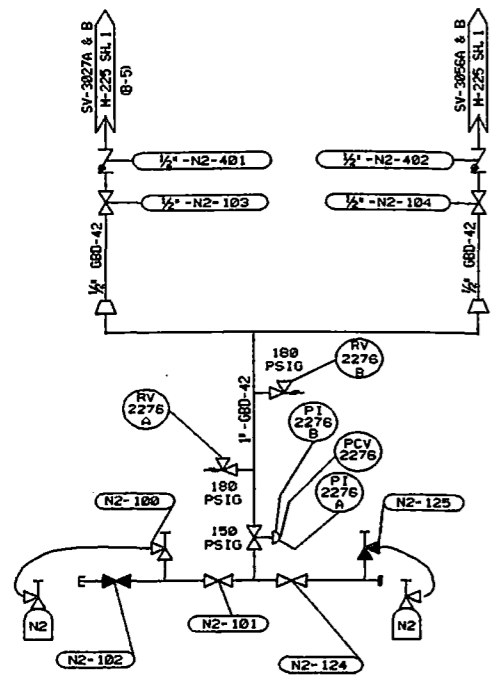 SV-3027A & B
M-225 SH.1
(B-5)
SV-3056A & B
M-225 SH.1
½"-N2-401
½"-N2-402
½"-N2-103
½"-N2-104
½" GBD-42
½" GBD-42
180
PSIG
RV
2276
B
RV
2276
A
1"-GBD-42
PI
2276
B
PCV
2276
180
PSIG
PI
2276
A
N2-100
N2-125
150
PSIG
N2
N2-101
N2
N2-102
N2-124